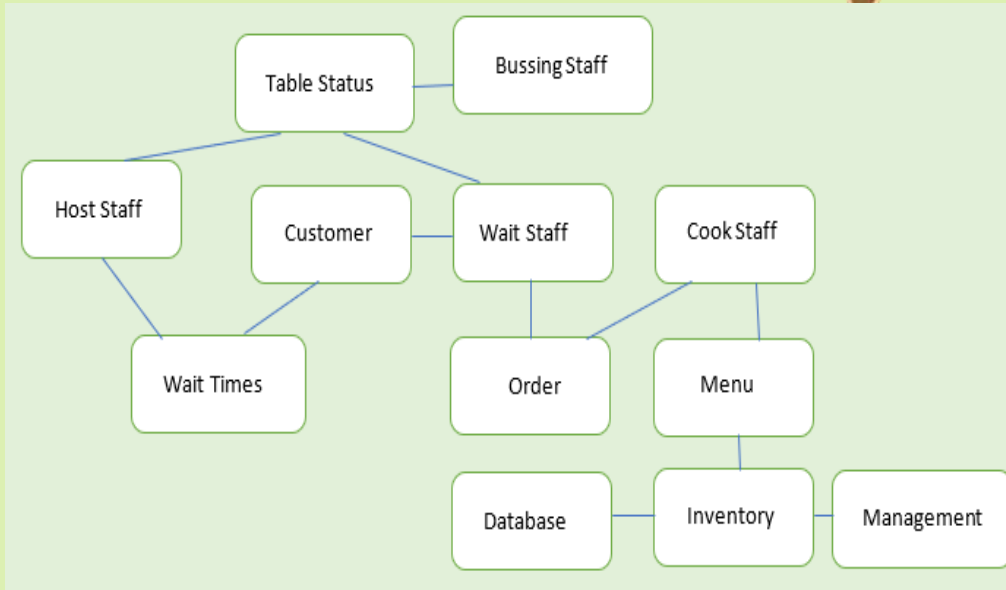 Bussing Staff
Table Status
Host Staff
Customer
Wait Staff
Cook Staff
Wait Times
Order
Menu
Database
Inventory
Management